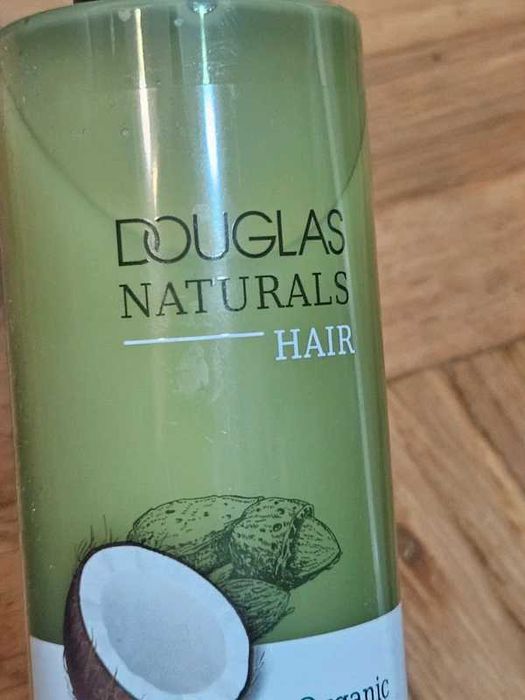 DOUGLAS
NATURALS
HAIR
Organic